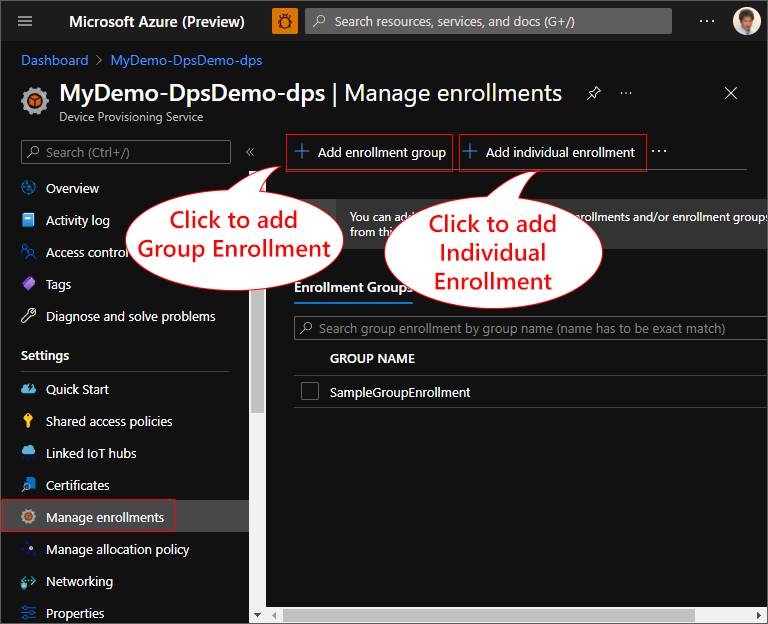 Microsoft Azure (Preview)
Search resources, services, and docs (G+/)
Dashboard > MyDemo-DpsDemo-dps
MyDemo-DpsDemo-dps | Manage enrollments
Device Provisioning Service
Search (Ctrl+/)
Add enrollment group
Add individual enrollment
Overview
Activity log
Access control
Tags
Diagnose and solve problems
Settings
Quick Start
Shared access policies
Linked IoT hubs
Certificates
Manage enrollments
Manage allocation policy
Networking
Properties
Click to add
Group Enrollment
Click to add
Individual
Enrollment
You can add enrollments and/or enrollment groups
from this
Enrollment Groups
Search group enrollment by group name (name has to be exact match)
GROUP NAME
SampleGroupEnrollment